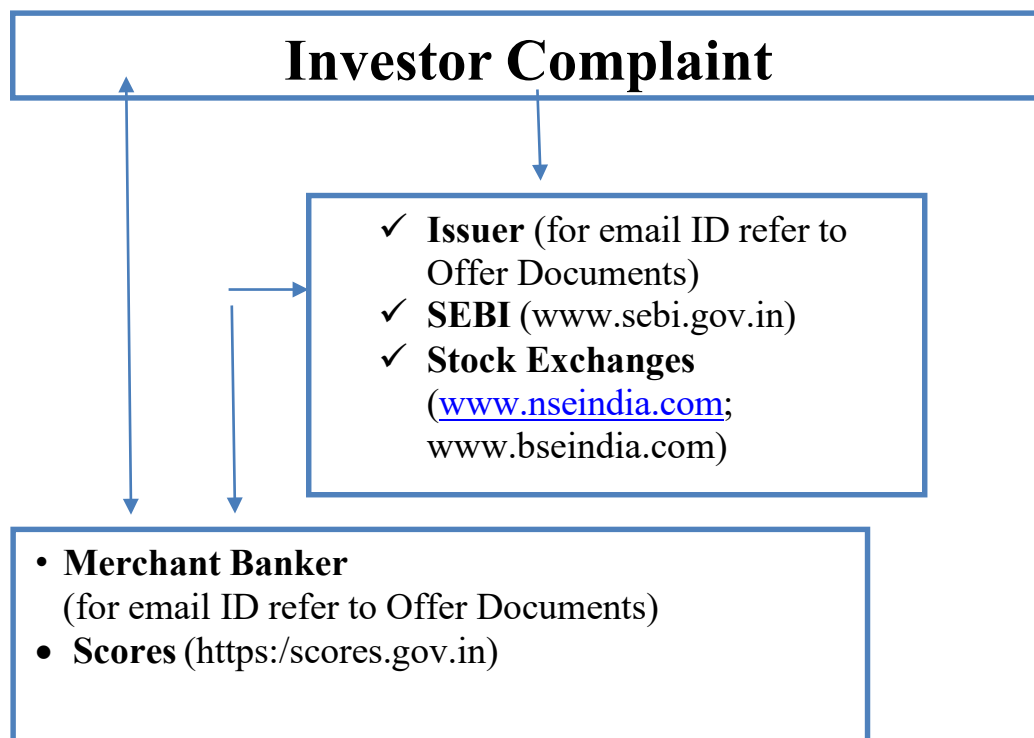 Investor Complaint
✓ Issuer (for email ID refer to
Offer Documents)
✓ SEBI (www.sebi.gov.in)
✓ Stock Exchanges
(www.nseindia.com;
www.bseindia.com)
• Merchant Banker
(for email ID refer to Offer Documents)
• Scores (https:/scores.gov.in)